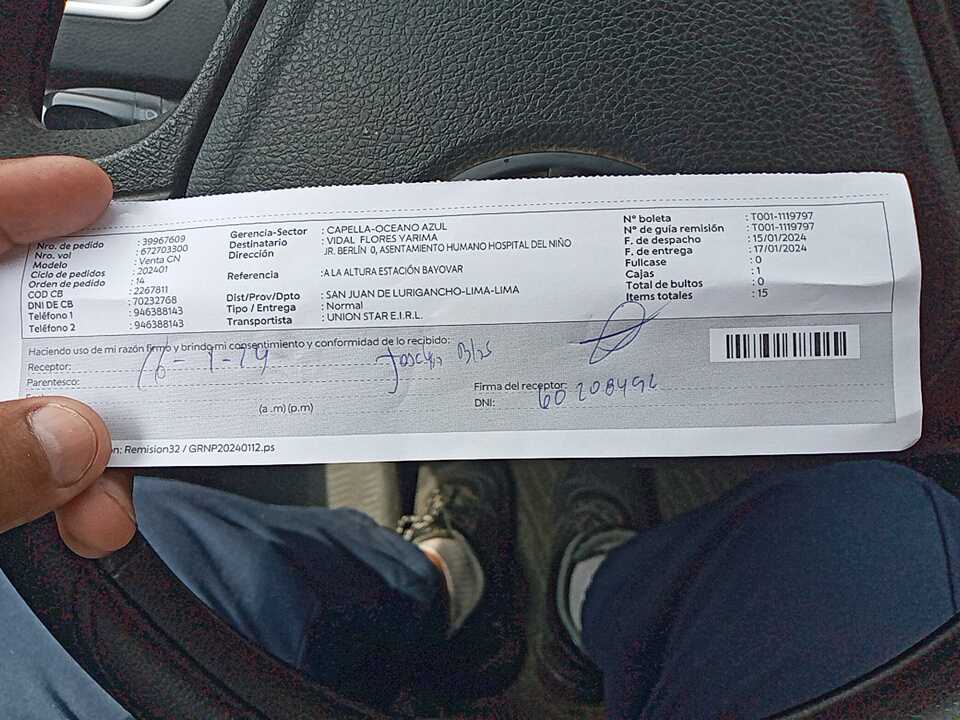 Nro. de pedido : 39967609
Nro. vol : 672703300
Modelo : Venta CN
Ciclo de pedidos : 202401
Orden de pedido : 14
COD CB : 2267811
DNI DE CB : 70232768
Teléfono 1 : 946388143
Teléfono 2 : 946388143
Gerencia-Sector : CAPELLA-OCEANO AZUL
Destinatario : VIDAL FLORES YARIMA
Dirección : JR. BERLÍN 0, ASENTAMIENTO HUMANO HOSPITAL DEL NIÑO
Referencia : A LA ALTURA ESTACIÓN BAYOVAR
Dist/Prov/Dpto : SAN JUAN DE LURIGANCHO-LIMA-LIMA
Tipo / Entrega : Normal
Transportista : UNION STAR E.I.R.L.
N° boleta : T001-1119797
N° de guía remisión : T001-1119797
F. de despacho : 15/01/2024
F. de entrega : 17/01/2024
Fullcase : 0
Cajas : 1
Total de bultos : 0
Items totales : 15
Haciendo uso de mi razón firmo y brindo mi consentimiento y conformidad de lo recibido:
Receptor:
16-1-24
Parentesco:
(a .m) (p.m)
Firma del receptor:
DNI: 60208492
n: Remision32 / GRNP20240112.ps